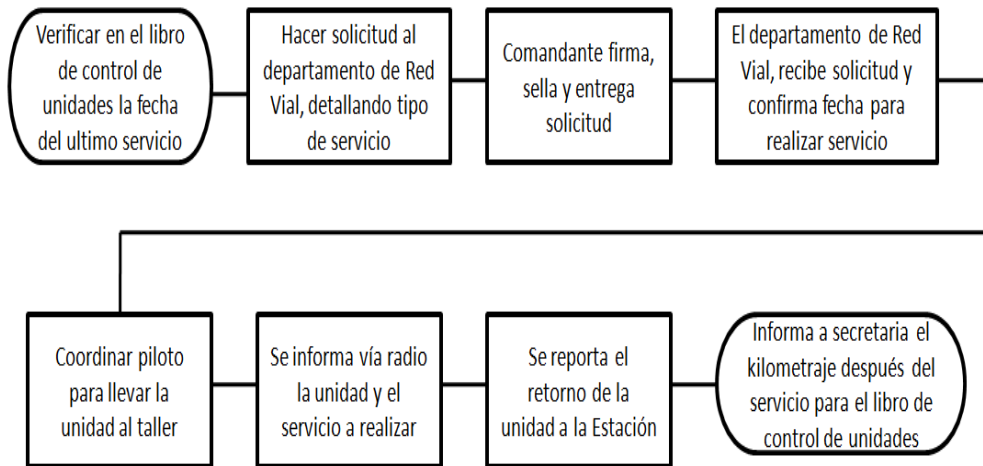 Verificar en el libro
de control de
unidades la fecha
del ultimo servicio
Hacer solicitud al
departamento de Red
Vial, detallando tipo
de servicio
Comandante firma,
sella y entrega
solicitud
El departamento de Red
Vial, recibe solicitud y
confirma fecha para
realizar servicio
Coordinar piloto
para llevar la
unidad al taller
Se informa vía radio
la unidad y el
servicio a realizar
Se reporta el
retorno de la
unidad a la Estación
Informa a secretaria el
kilometraje después del
servicio para el libro de
control de unidades